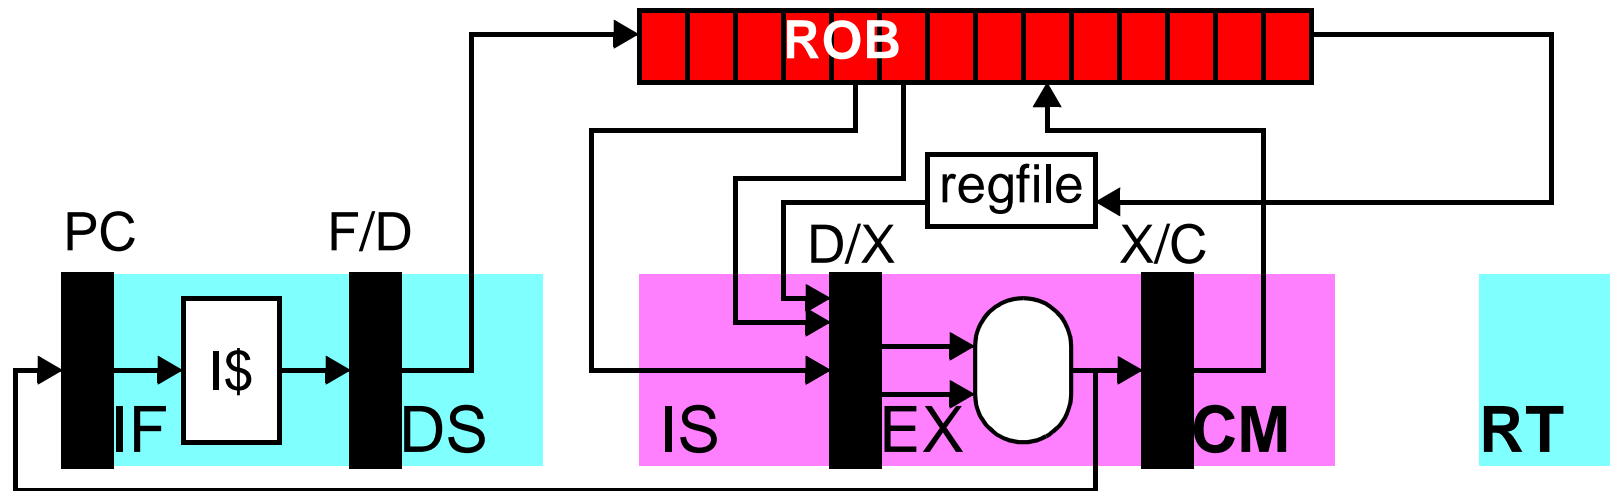 ROB
regfile
PC
F/D
D/X
X/C
I$
IF
DS
IS
EX
CM
RT